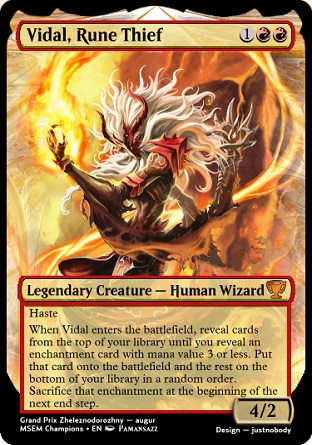 Vidal, Rune Thief 1
Legendary Creature — Human Wizard
Haste
When Vidal enters the battlefield, reveal cards
from the top of your library until you reveal an
enchantment card with mana value 3 or less. Put
that card onto the battlefield and the rest on the
bottom of your library in a random order.
Sacrifice that enchantment at the beginning of the
next end step.
4/2
Grand Prix Zheleznodorozhny — augur
MSEM Champions • EN PAMANSAZZ
Design — justnobody